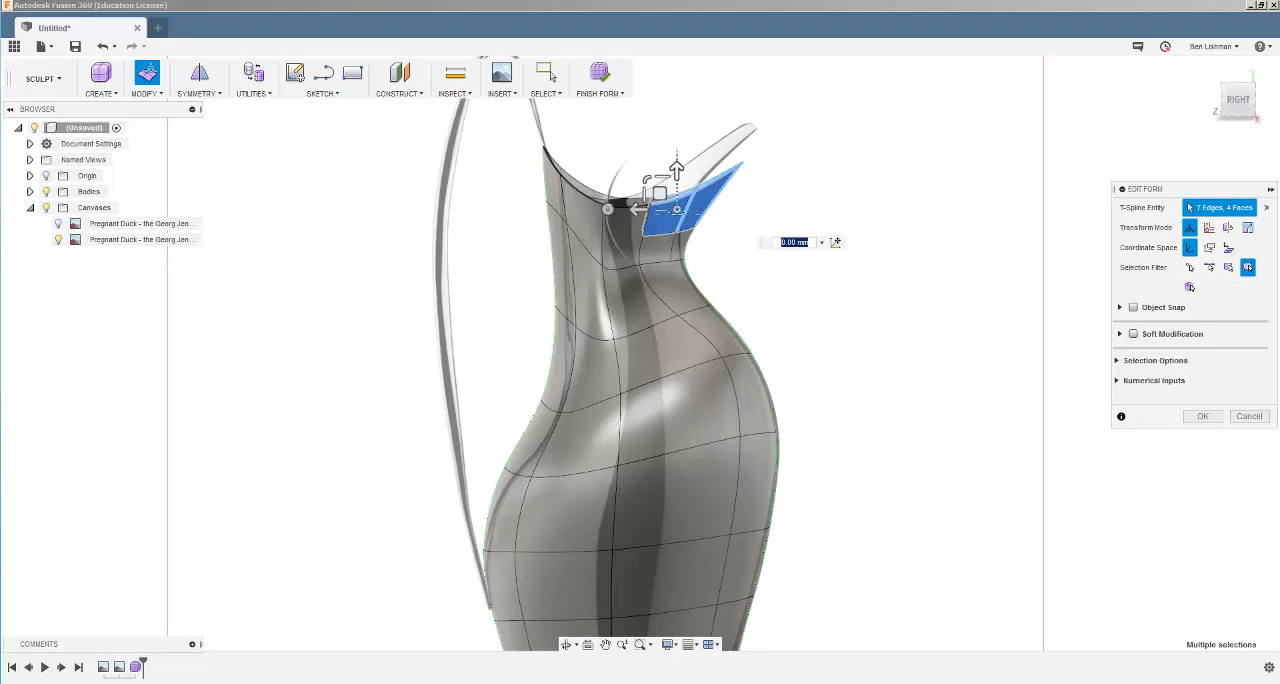 Autodesk Fusion 360 (Education License)
Untitled*
Ben Lishman
SCULPT
CREATE
MODIFY
SYMMETRY
UTILITIES
SKETCH
CONSTRUCT
INSPECT
INSERT
SELECT
FINISH FORM
BROWSER
(Unsaved)
Document Settings
Named Views
Origin
Bodies
Canvases
Pregnant Duck - the Georg Jen...
Pregnant Duck - the Georg Jen...
Y
RIGHT
Z
X
0.00 mm
EDIT FORM
T-Spline Entity
7 Edges, 4 Faces
Transform Mode
Coordinate Space
Selection Filter
Object Snap
Soft Modification
Selection Options
Numerical Inputs
OK
Cancel
COMMENTS
Multiple selections